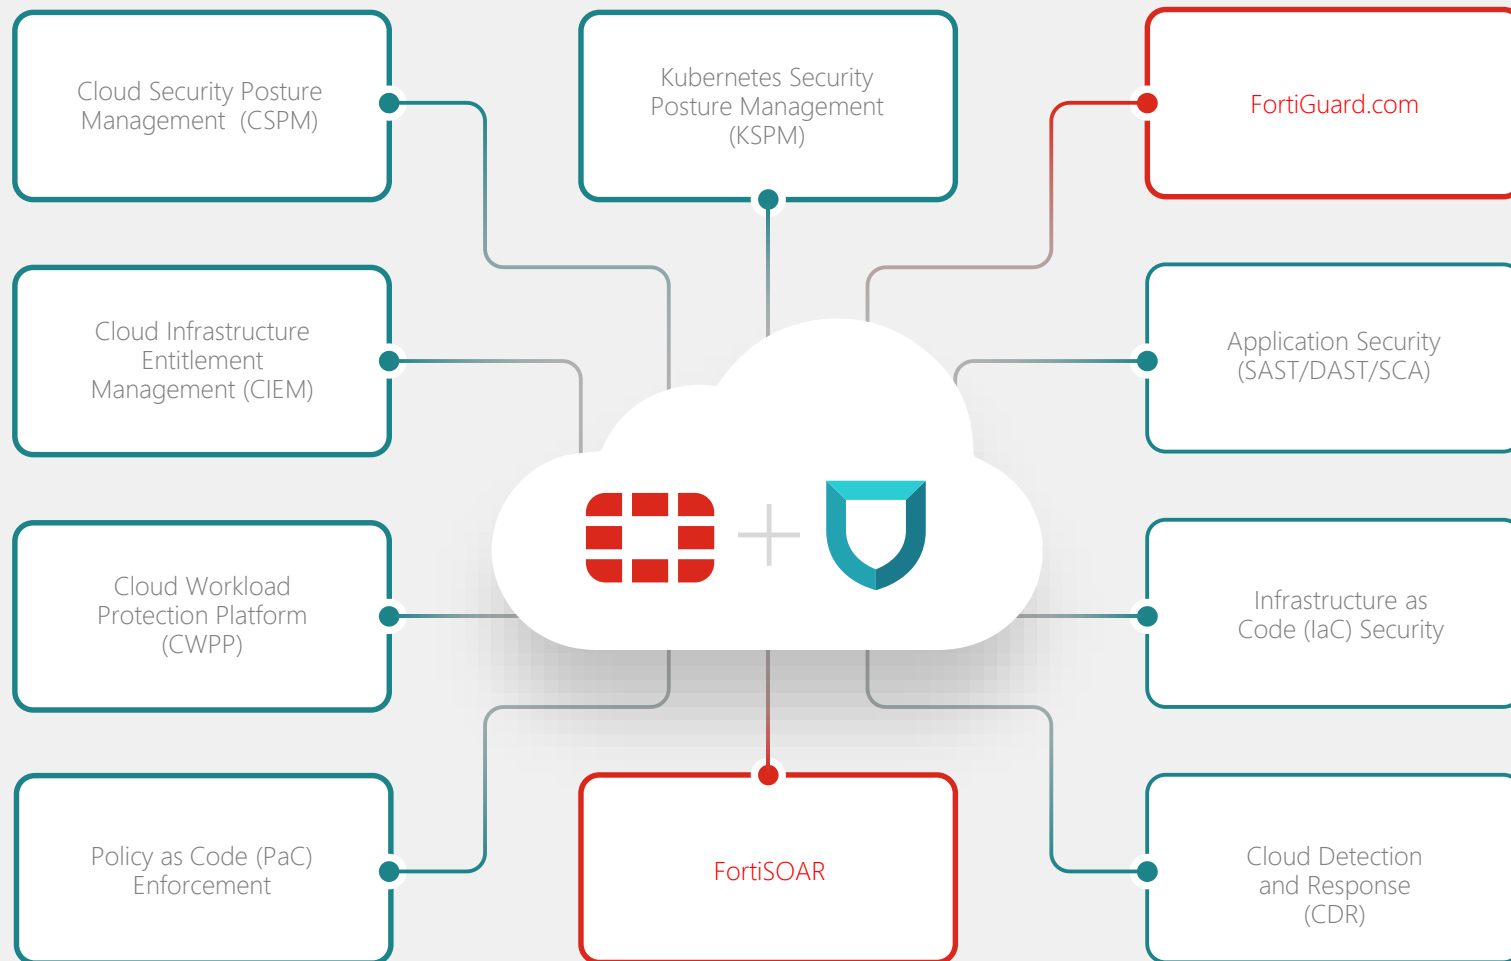 Cloud Security Posture
Management (CSPM)
Kubernetes Security
Posture Management
(KSPM)
FortiGuard.com
Cloud Infrastructure
Entitlement
Management (CIEM)
Application Security
(SAST/DAST/SCA)
Cloud Workload
Protection Platform
(CWPP)
Infrastructure as
Code (IaC) Security
Policy as Code (PaC)
Enforcement
FortiSOAR
Cloud Detection
and Response
(CDR)